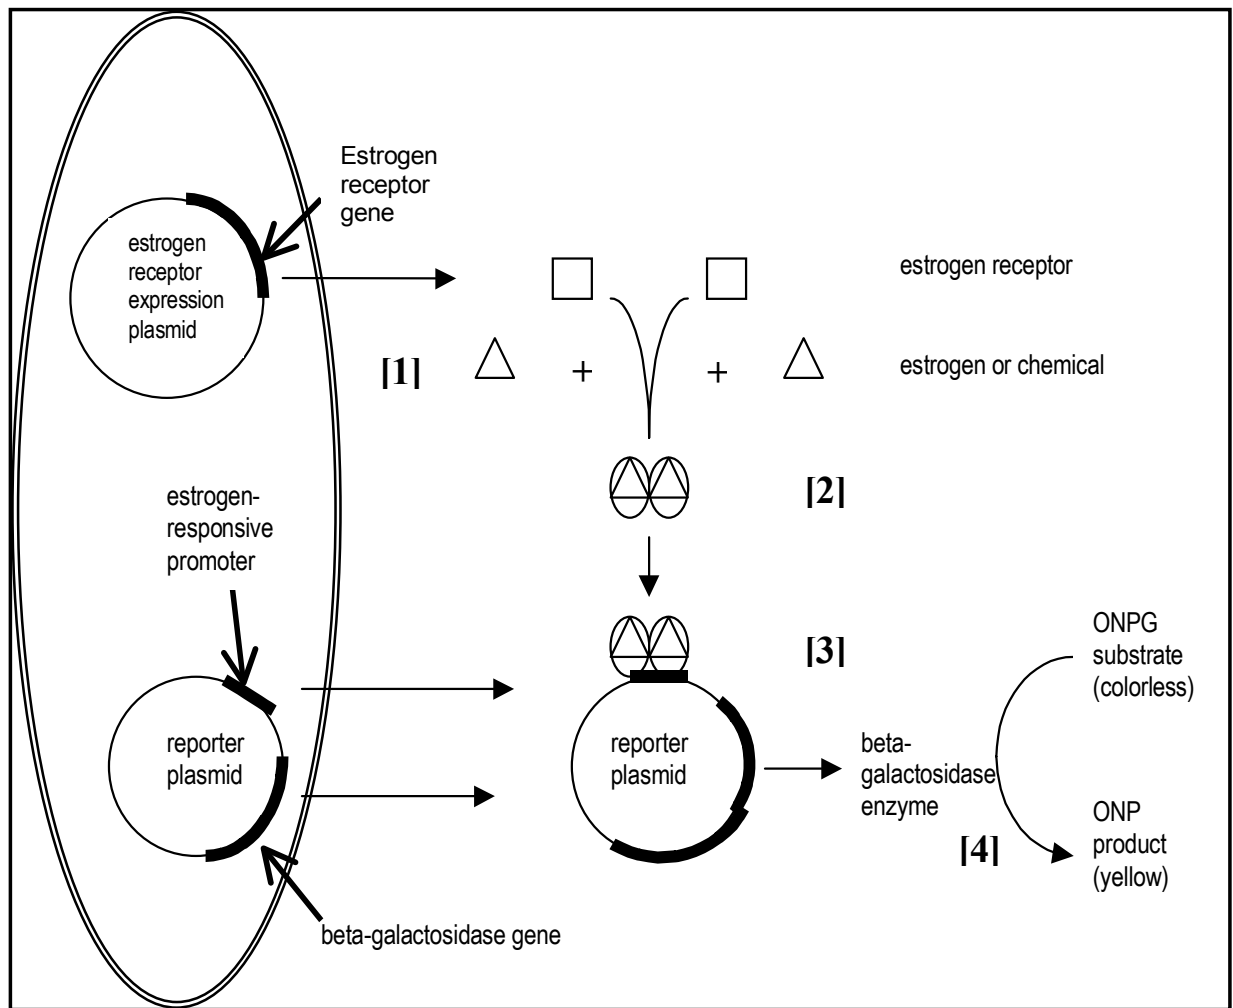 Estrogen
receptor
gene
estrogen
receptor
expression
plasmid
estrogen receptor
[1]
+
+
estrogen or chemical
[2]
estrogen-
responsive
promoter
[3]
ONPG
substrate
(colorless)
reporter
plasmid
reporter
plasmid
beta-
galactosidase
enzyme
[4]
ONP
product
(yellow)
beta-galactosidase gene